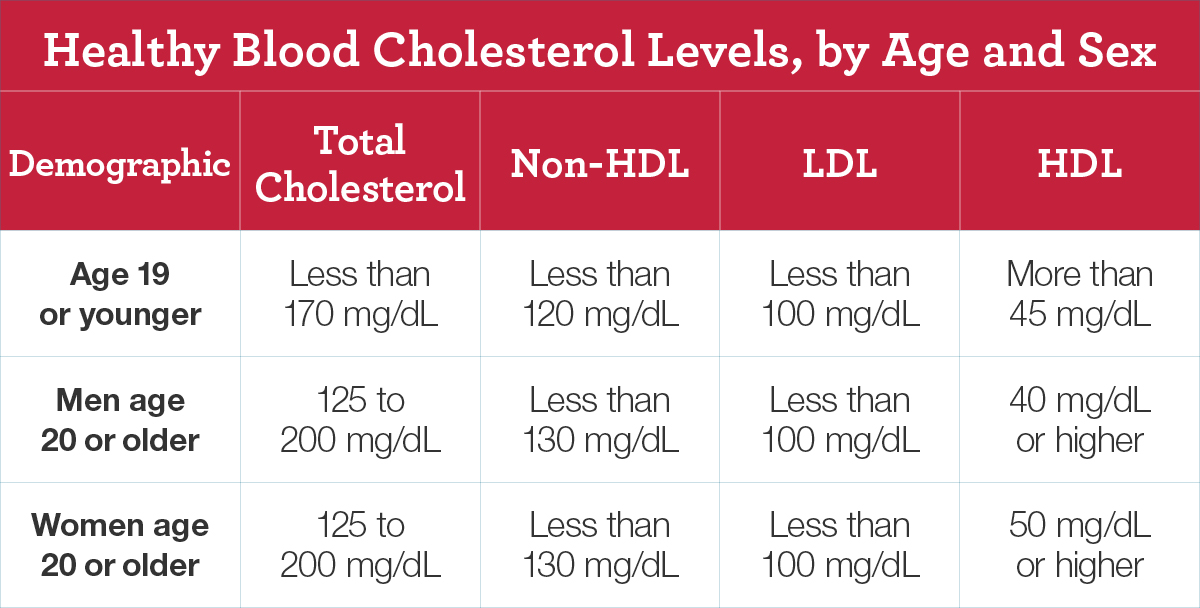 Healthy Blood Cholesterol Levels, by Age and Sex
Demographic
Total
Cholesterol
Non-HDL
LDL
HDL
Age 19
or younger
Less than
170 mg/dL
Less than
120 mg/dL
Less than
100 mg/dL
More than
45 mg/dL
Men age
20 or older
125 to
200 mg/dL
Less than
130 mg/dL
Less than
100 mg/dL
40 mg/dL
or higher
Women age
20 or older
125 to
200 mg/dL
Less than
130 mg/dL
Less than
100 mg/dL
50 mg/dL
or higher